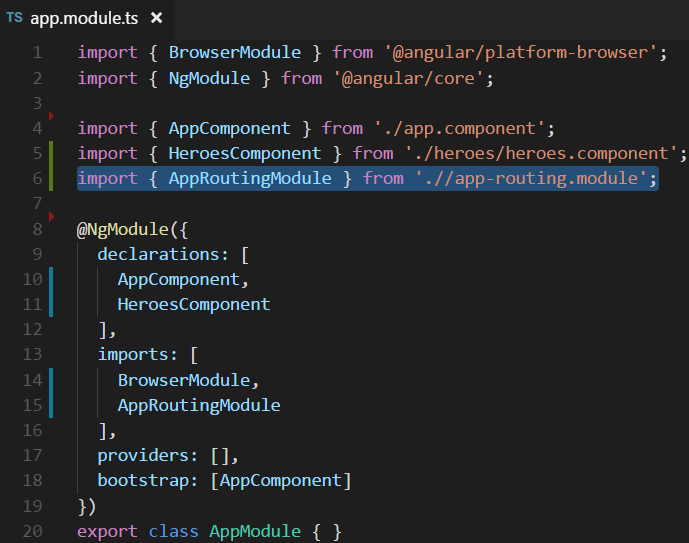 TS app.module.ts ×
1 import { BrowserModule } from '@angular/platform-browser';
2 import { NgModule } from '@angular/core';
3
4 import { AppComponent } from './app.component';
5 import { HeroesComponent } from './heroes/heroes.component';
6 import { AppRoutingModule } from './/app-routing.module';
7
8 @NgModule({
9   declarations: [
10     AppComponent,
11     HeroesComponent
12   ],
13   imports: [
14     BrowserModule,
15     AppRoutingModule
16   ],
17   providers: [],
18   bootstrap: [AppComponent]
19 })
20 export class AppModule { }